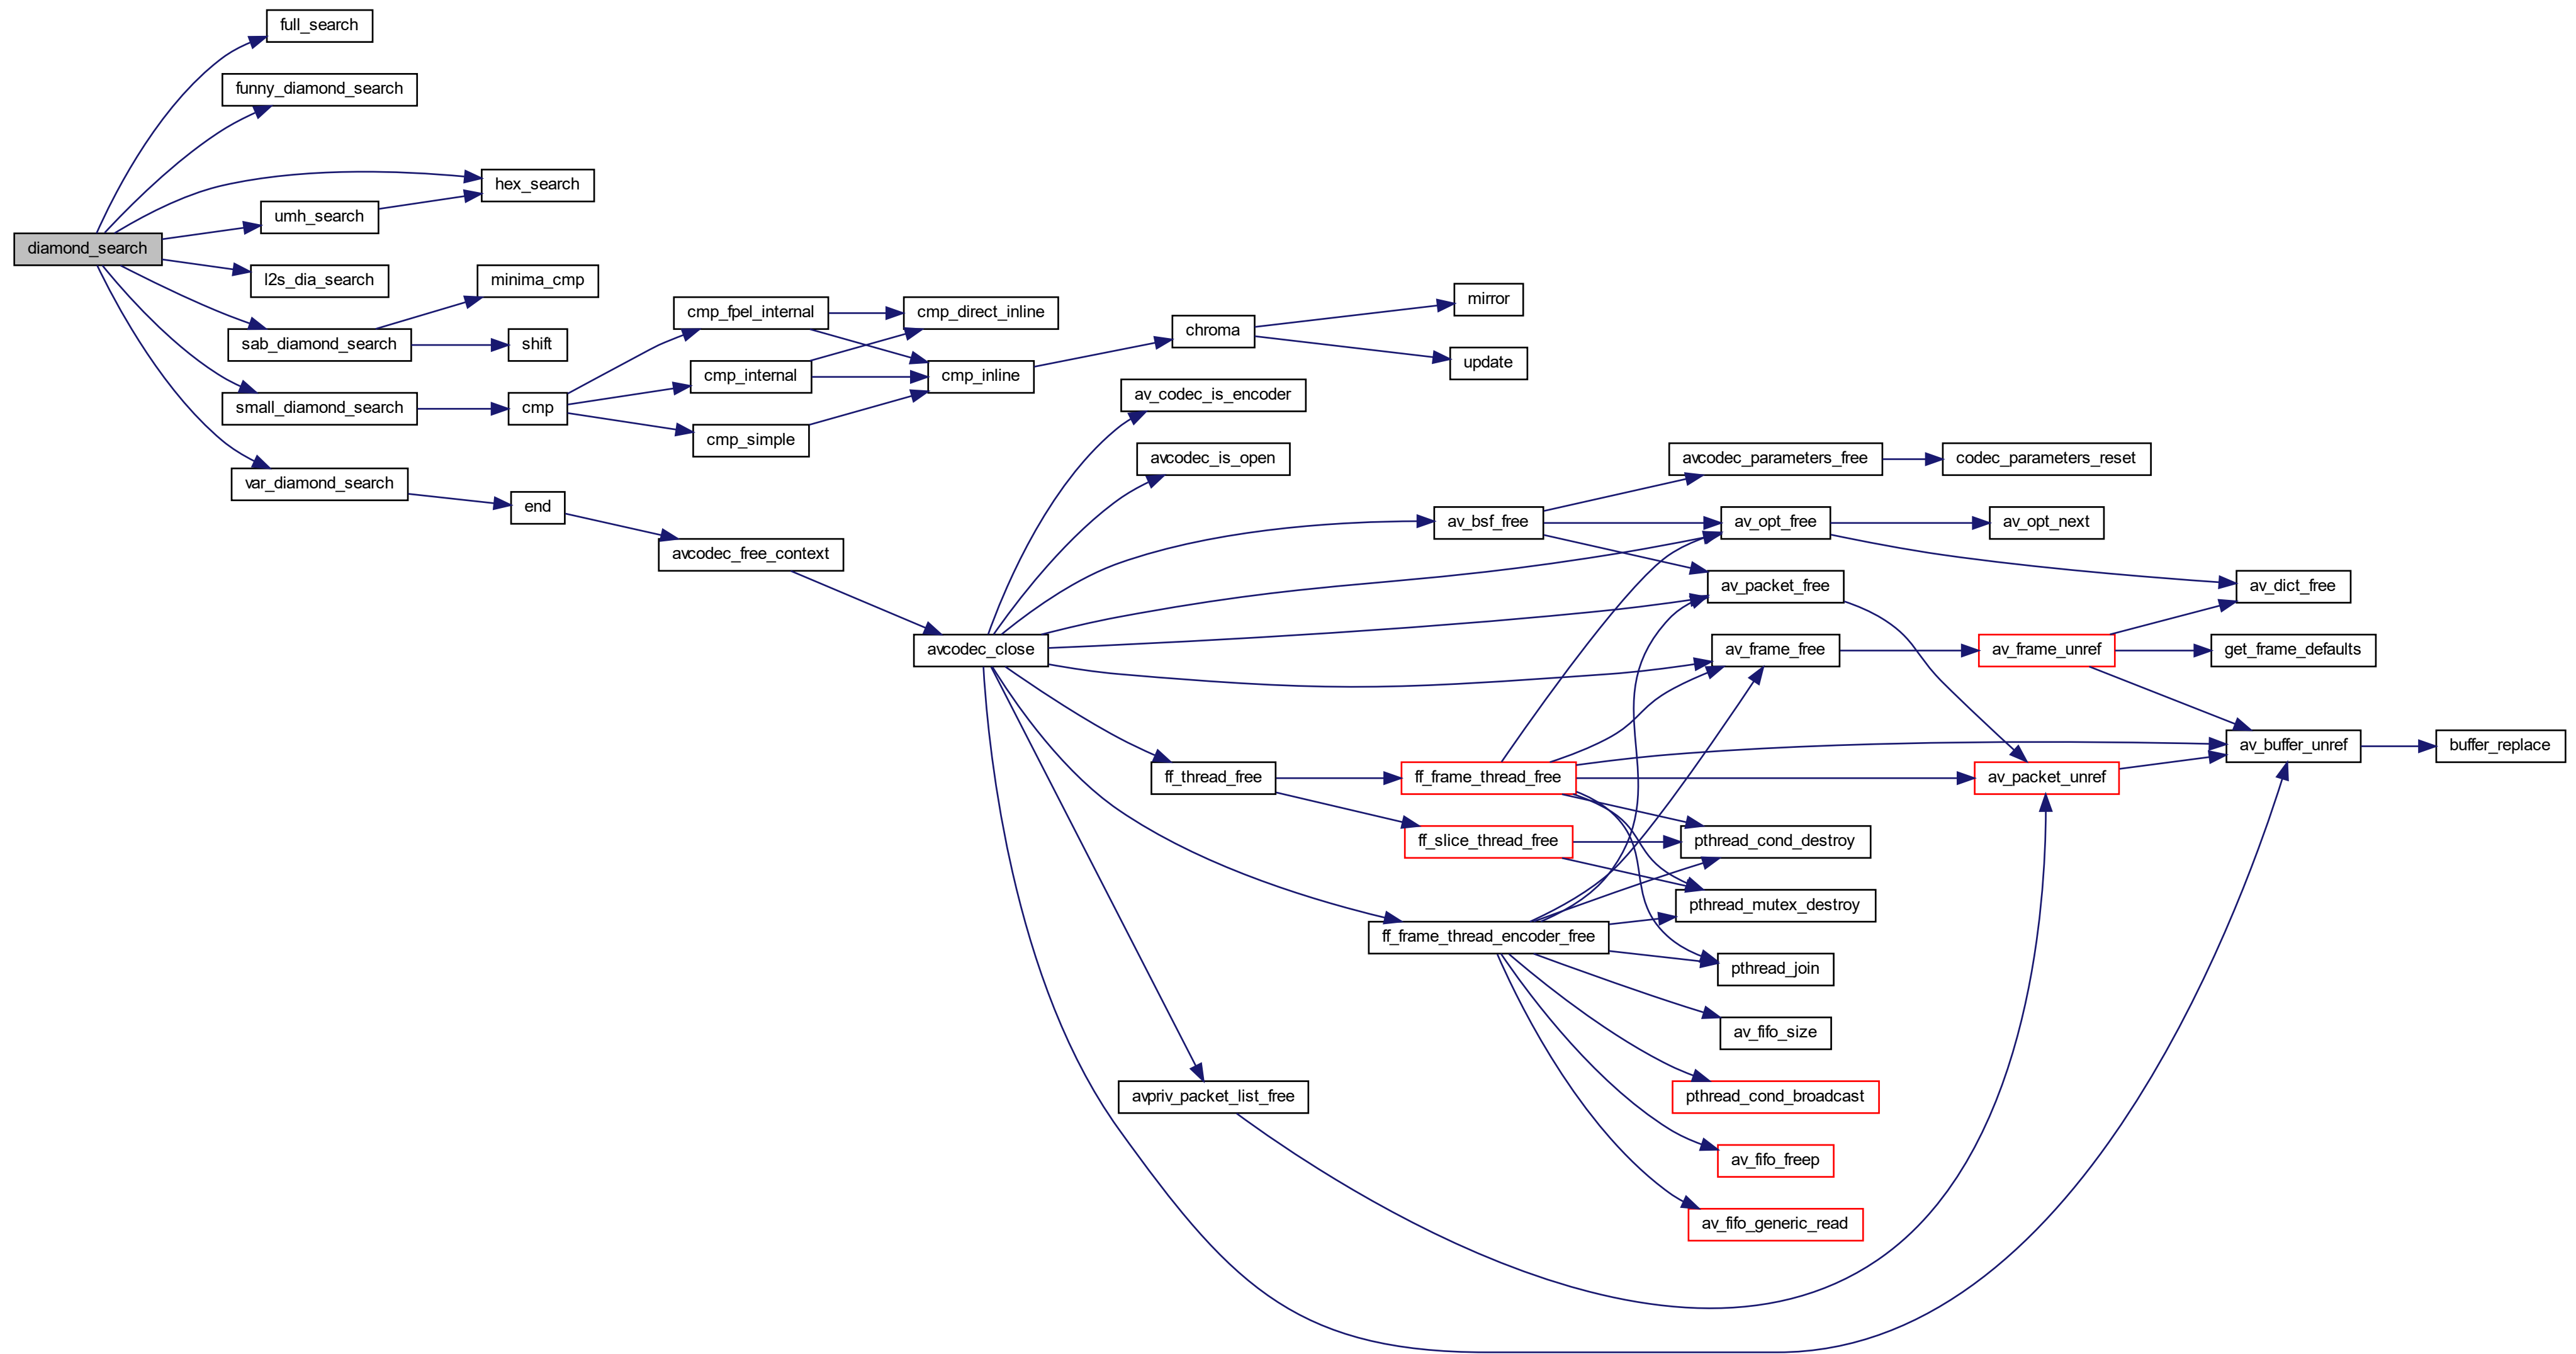 diamond_search
full_search
funny_diamond_search
hex_search
umh_search
l2s_dia_search
sab_diamond_search
minima_cmp
shift
small_diamond_search
cmp
cmp_fpel_internal
cmp_direct_inline
cmp_inline
chroma
mirror
update
cmp_internal
cmp_simple
var_diamond_search
end
avcodec_free_context
avcodec_close
av_codec_is_encoder
avcodec_is_open
av_bsf_free
avcodec_parameters_free
codec_parameters_reset
av_opt_free
av_opt_next
av_dict_free
av_packet_free
av_frame_free
av_frame_unref
get_frame_defaults
av_buffer_unref
buffer_replace
av_packet_unref
ff_thread_free
ff_frame_thread_free
ff_slice_thread_free
pthread_cond_destroy
pthread_mutex_destroy
ff_frame_thread_encoder_free
pthread_join
av_fifo_size
pthread_cond_broadcast
av_fifo_freep
av_fifo_generic_read
avpriv_packet_list_free